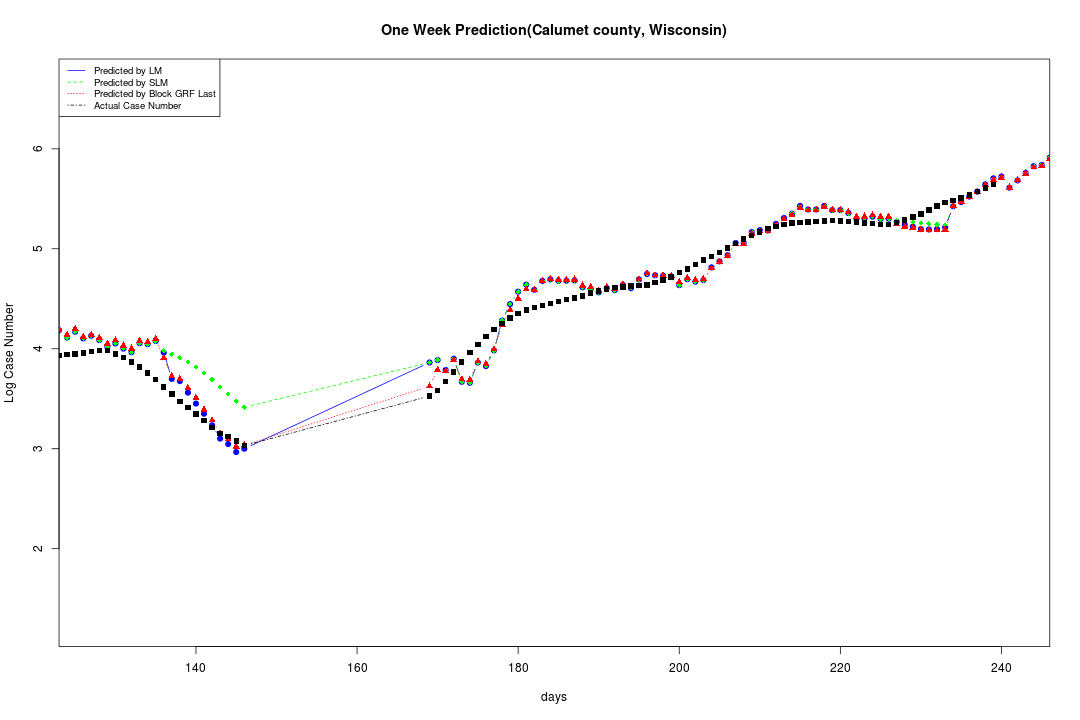 One Week Prediction(Calumet county, Wisconsin)
Predicted by LM
Predicted by SLM
Predicted by Block GRF Last
Actual Case Number
Log Case Number
6
5
4
3
2
140 160 180 200 220 240
days